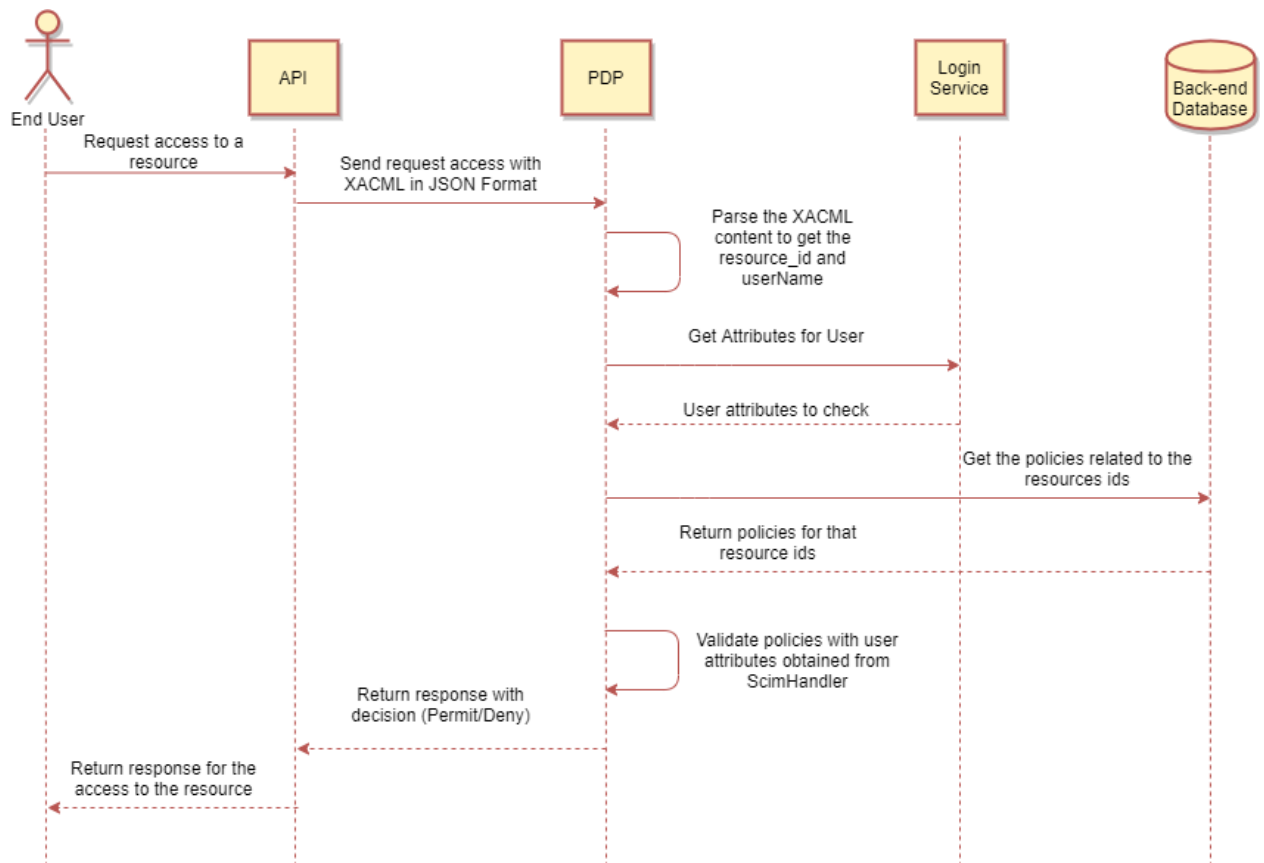 End User
API
PDP
Login
Service
Back-end
Database
Request access to a
resource
Send request access with
XACML in JSON Format
Parse the XACML
content to get the
resource_id and
userName
Get Attributes for User
User attributes to check
Get the policies related to the
resources ids
Return policies for that
resource ids
Validate policies with user
attributes obtained from
ScimHandler
Return response with
decision (Permit/Deny)
Return response for the
access to the resource